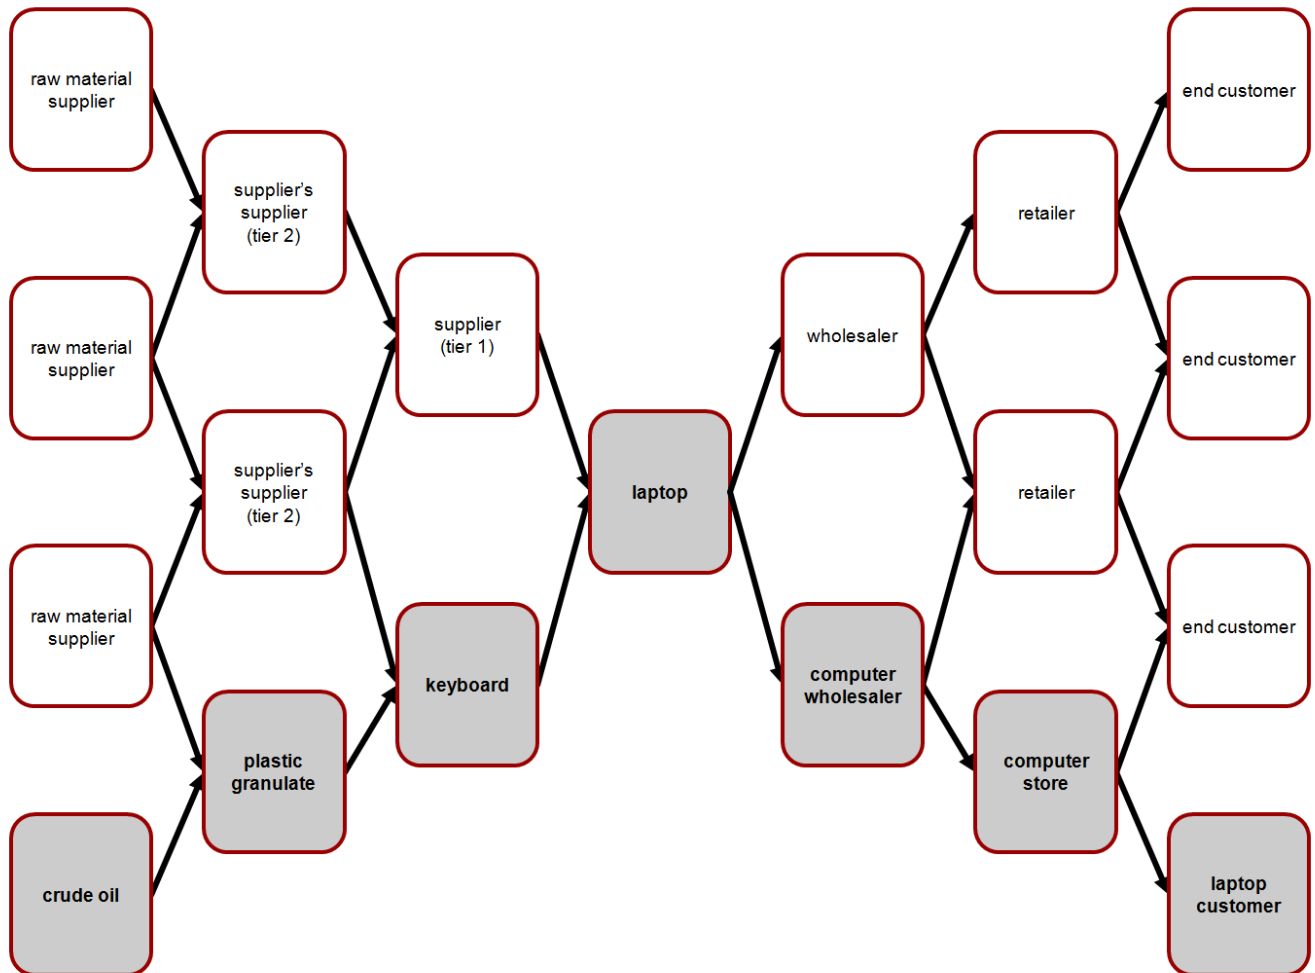 raw material
supplier
raw material
supplier
raw material
supplier
crude oil
supplier’s
supplier
(tier 2)
supplier’s
supplier
(tier 2)
plastic
granulate
supplier
(tier 1)
keyboard
laptop
wholesaler
computer
wholesaler
retailer
retailer
computer
store
end customer
end customer
end customer
laptop
customer